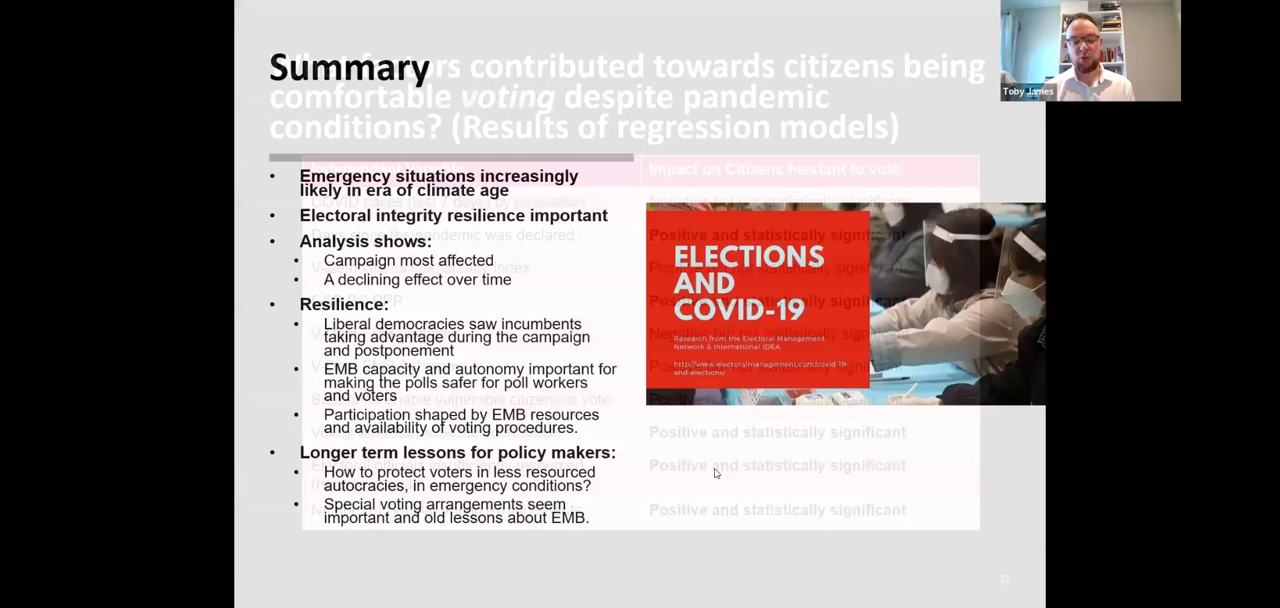 Summary
rs contributed towards citizens being
comfortable voting despite pandemic
conditions? (Results of regression models)
Toby James
• Emergency situations increasingly
likely in era of climate age
• Electoral integrity resilience important
• Analysis shows:
• Campaign most affected
• A declining effect over time
• Resilience:
• Liberal democracies saw incumbents
taking advantage during the campaign
and postponement
• EMB capacity and autonomy important for
making the polls safer for poll workers
and voters
• Participation shaped by EMB resources
and availability of voting procedures.
• Longer term lessons for policy makers:
• How to protect voters in less resourced
autocracies, in emergency conditions?
• Special voting arrangements seem
important and old lessons about EMB.
Impact on Citizens heistant to vote
Positive and statistically significant
ELECTIONS
AND
COVID-19
Research from the Electoral Management
Network & International IDEA
http://www.electoralmanagement.com/covid-19-
and-elections/
Positive and statistically significant
Positive and statistically significant
Positive and statistically significant
27